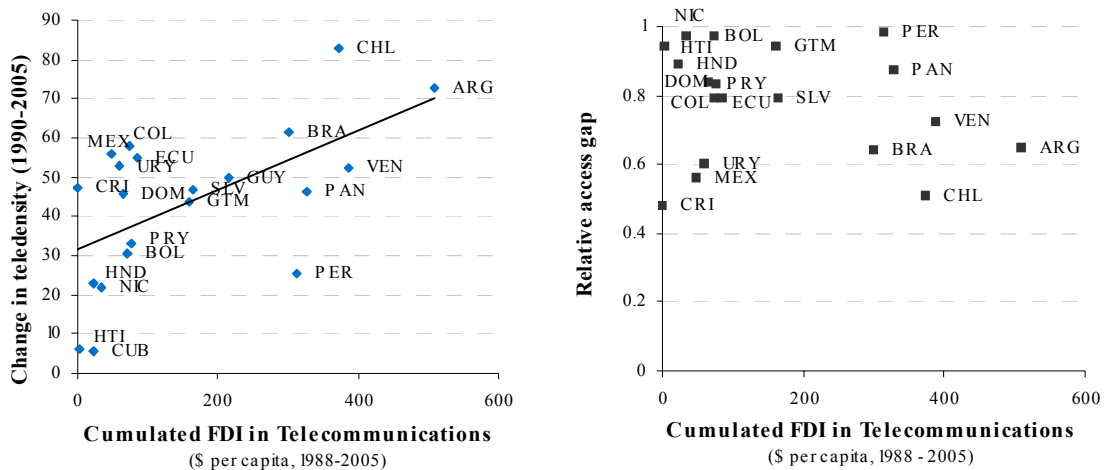 Change in teledensity (1990-2005)
90
80
70
60
50
40
30
20
10
0
CHL
ARG
BRA
COL
MEX
ECU
URY
VEN
GUY
CRI
DOM
SLV
PAN
GTM
PRY
BOL
PER
HND
NIC
HTI
CUB
0 200 400 600
Cumulated FDI in Telecommunications
($ per capita, 1988-2005)
Relative access gap
1
0.8
0.6
0.4
0.2
0
NIC
BOL
PER
HTI
GTM
HND
PAN
DOM
PRY
COL
ECU
SLV
VEN
BRA
ARG
URY
MEX
CHL
CRI
0 200 400 600
Cumulated FDI in Telecommunications
($ per capita, 1988 - 2005)